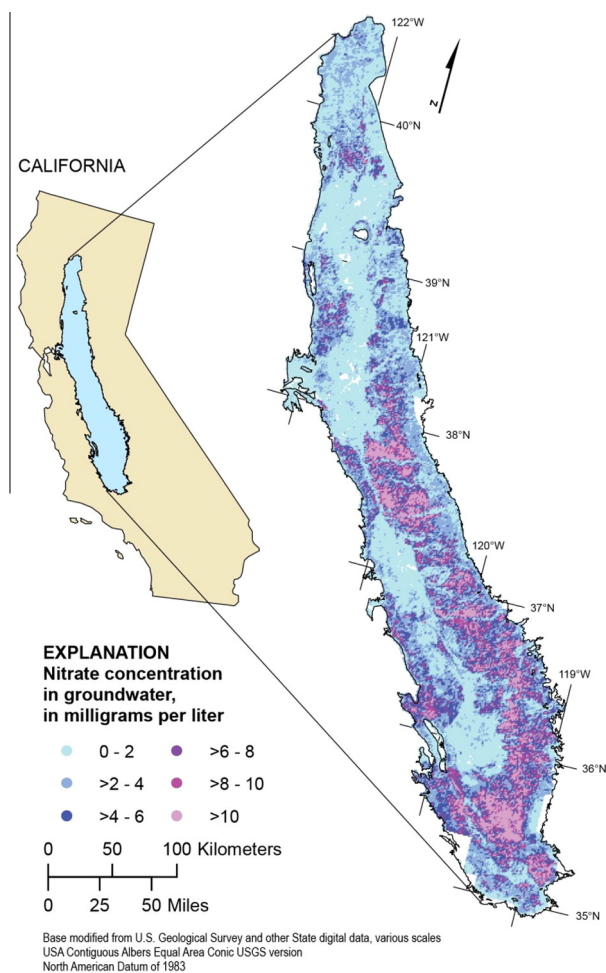 122°W
N
40°N
CALIFORNIA
39°N
121°W
38°N
120°W
37°N
119°W
36°N
35°N
EXPLANATION
Nitrate concentration
in groundwater,
in milligrams per liter
0 - 2
>6 - 8
>2 - 4
>8 - 10
>4 - 6
>10
0 50 100 Kilometers
0 25 50 Miles
Base modified from U.S. Geological Survey and other State digital data, various scales
USA Contiguous Albers Equal Area Conic USGS version
North American Datum of 1983